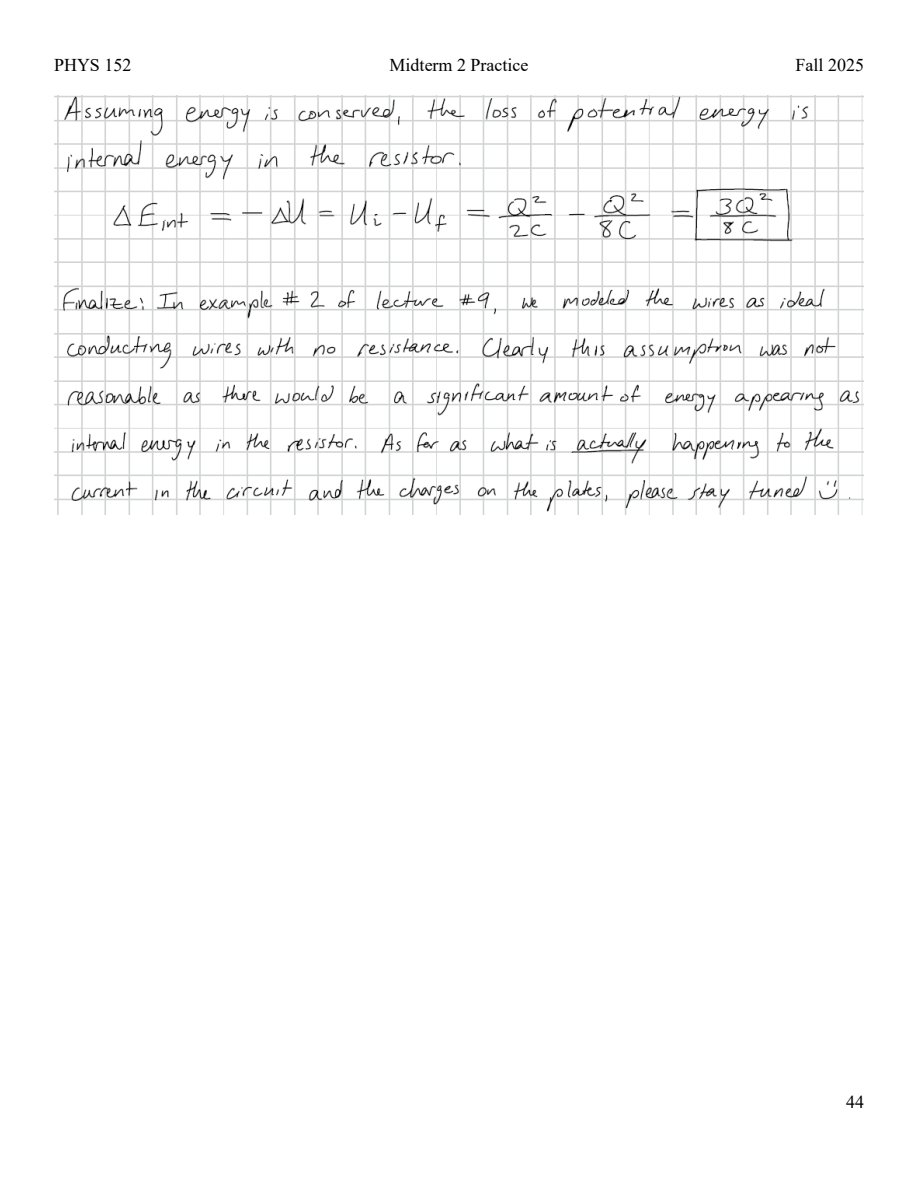 PHYS 152 Midterm 2 Practice Fall 2025
Assuming energy is conserved, the loss of potential energy is
internal energy in the resistor.
ΔE_int = -ΔU = U_i - U_f = Q²/2C - Q²/8C = 3Q²/8C
Finalize: In example # 2 of lecture #9, we modeled the wires as ideal
conducting wires with no resistance. Clearly this assumption was not
reasonable as there would be a significant amount of energy appearing as
internal energy in the resistor. As far as what is actually happening to the
current in the circuit and the charges on the plates, please stay tuned ☺.
44